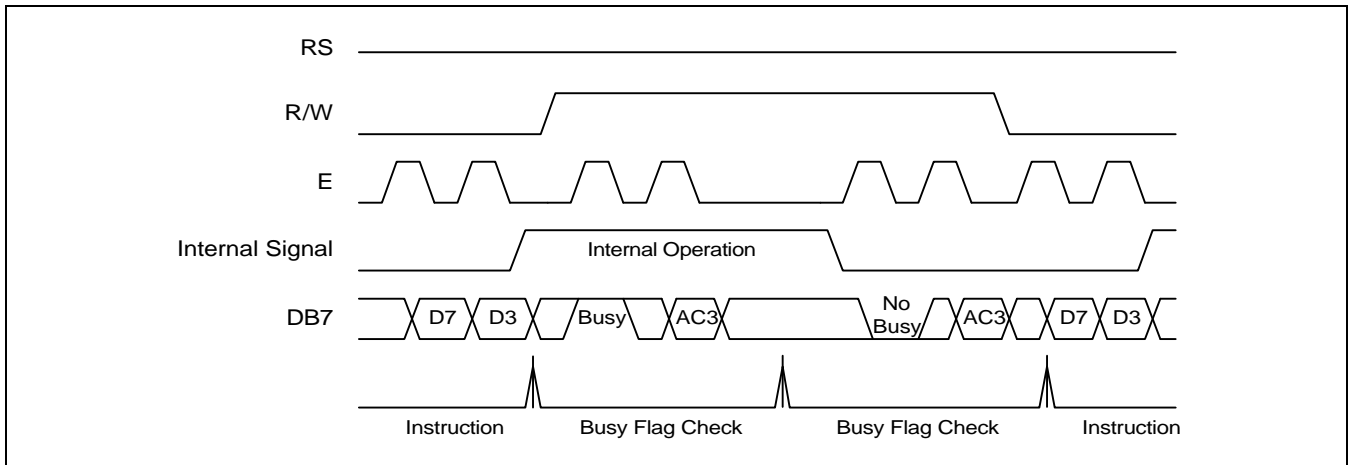 RS
R/W
E
Internal Signal
Internal Operation
DB7
D7
D3
Busy
AC3
No
Busy
AC3
D7
D3
Instruction
Busy Flag Check
Busy Flag Check
Instruction